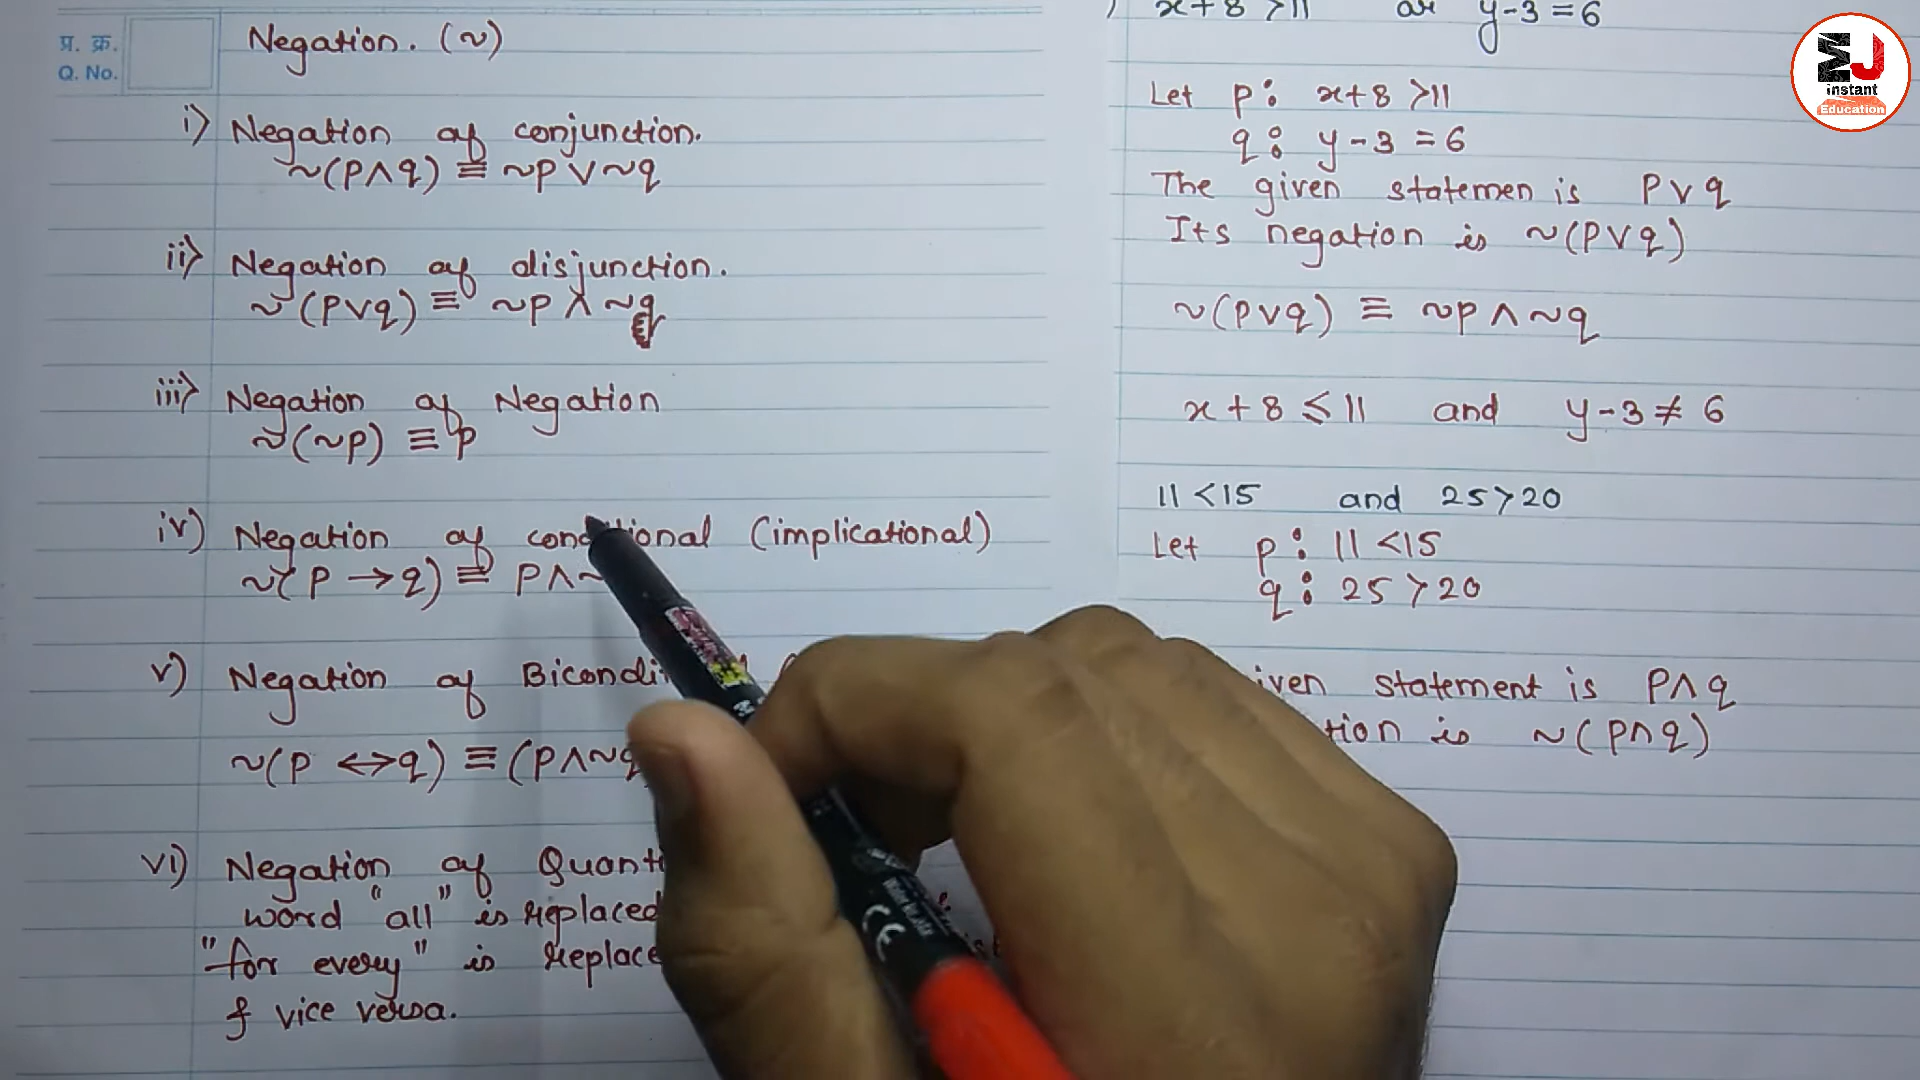 प्र. क्र.
Q. No.
Negation. (~)
i) Negation of conjunction.
~(p∧q) ≡ ~p ∨ ~q
ii) Negation of disjunction.
~(p∨q) ≡ ~p ∧ ~q
iii) Negation of Negation
~(~p) ≡ p
iv) Negation of conditional (implicational)
~(p → q) ≡ p∧~
v) Negation of Bicondi
~(p ↔ q) ≡ (p∧~q
vi) Negation of Quant
word "all" is replaced
"for every" is replace
& vice versa.
x+8 >11 or y-3=6
Let p: x+8 >11
q: y-3 = 6
The given statemen is p∨q
Its negation is ~(p∨q)
~(p∨q) ≡ ~p∧~q
x+8 ≤ 11 and y-3 ≠ 6
11 <15 and 25>20
Let p: 11 <15
q: 25 >20
iven statement is p∧q
tion is ~(p∧q)
MJ
instant
Education